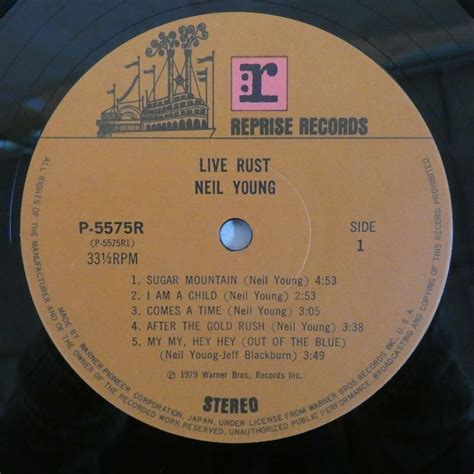 r
REPRISE RECORDS
LIVE RUST
NEIL YOUNG
P-5575R
(P-5575R1)
33⅓RPM
SIDE
1
1. SUGAR MOUNTAIN (Neil Young) 4:53
2. I AM A CHILD (Neil Young) 2:53
3. COMES A TIME (Neil Young) 3:05
4. AFTER THE GOLD RUSH (Neil Young) 3:38
5. MY MY, HEY HEY (OUT OF THE BLUE)
(Neil Young-Jeff Blackburn) 3:49
Ⓟ 1979 Warner Bros. Records Inc.
STEREO
ALL RIGHTS OF THE MANUFACTURER AND OF THE OWNER OF THE RECORDED WORK RESERVED. UNAUTHORIZED PUBLIC PERFORMANCE, BROADCASTING AND COPYING OF THIS RECORD PROHIBITED.
MADE BY WARNER-PIONEER CORPORATION, JAPAN, UNDER LICENSE FROM WARNER BROS RECORDS INC. U.S.A.